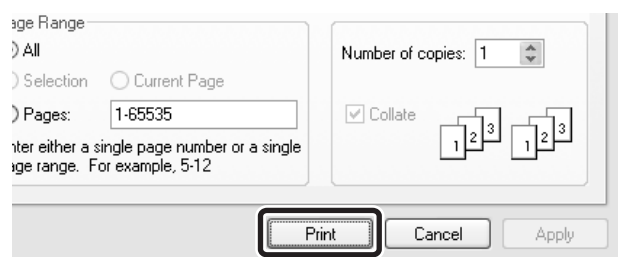 age Range
All
Selection Current Page
Pages: 1-65535
nter either a single page number or a single
age range. For example, 5-12
Number of copies: 1
Collate
1 2 3 1 2 3
Print Cancel Apply